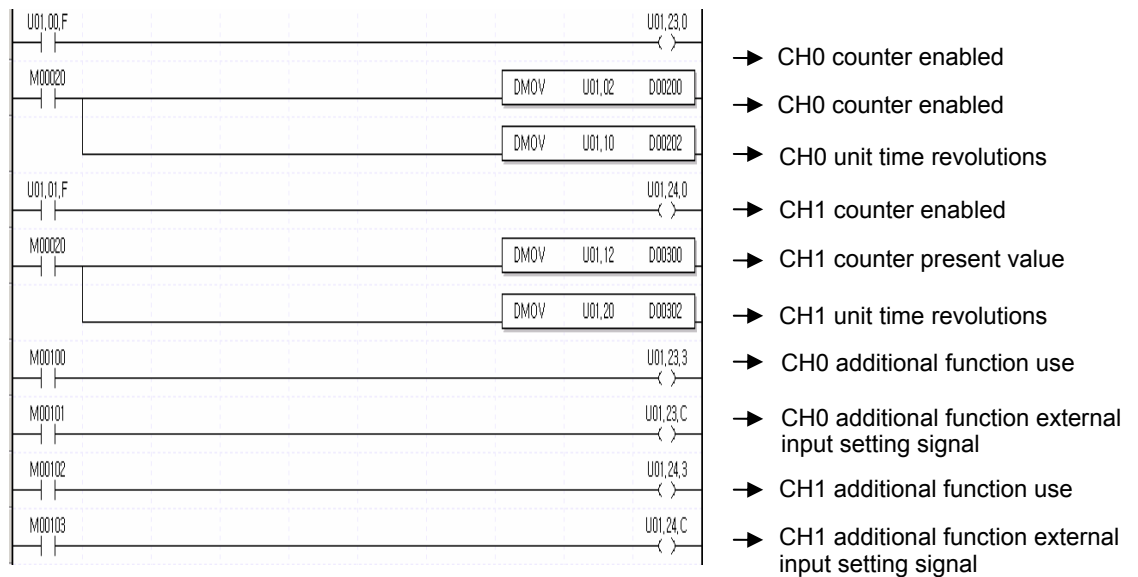 U01,00,F U01,23,0
CH0 counter enabled
M00020 DMOV U01,02 D00200
CH0 counter enabled
DMOV U01,10 D00202
CH0 unit time revolutions
U01,01,F U01,24,0
CH1 counter enabled
M00020 DMOV U01,12 D00300
CH1 counter present value
DMOV U01,20 D00302
CH1 unit time revolutions
M00100 U01,23,3
CH0 additional function use
M00101 U01,23,C
CH0 additional function external
input setting signal
M00102 U01,24,3
CH1 additional function use
M00103 U01,24,C
CH1 additional function external
input setting signal